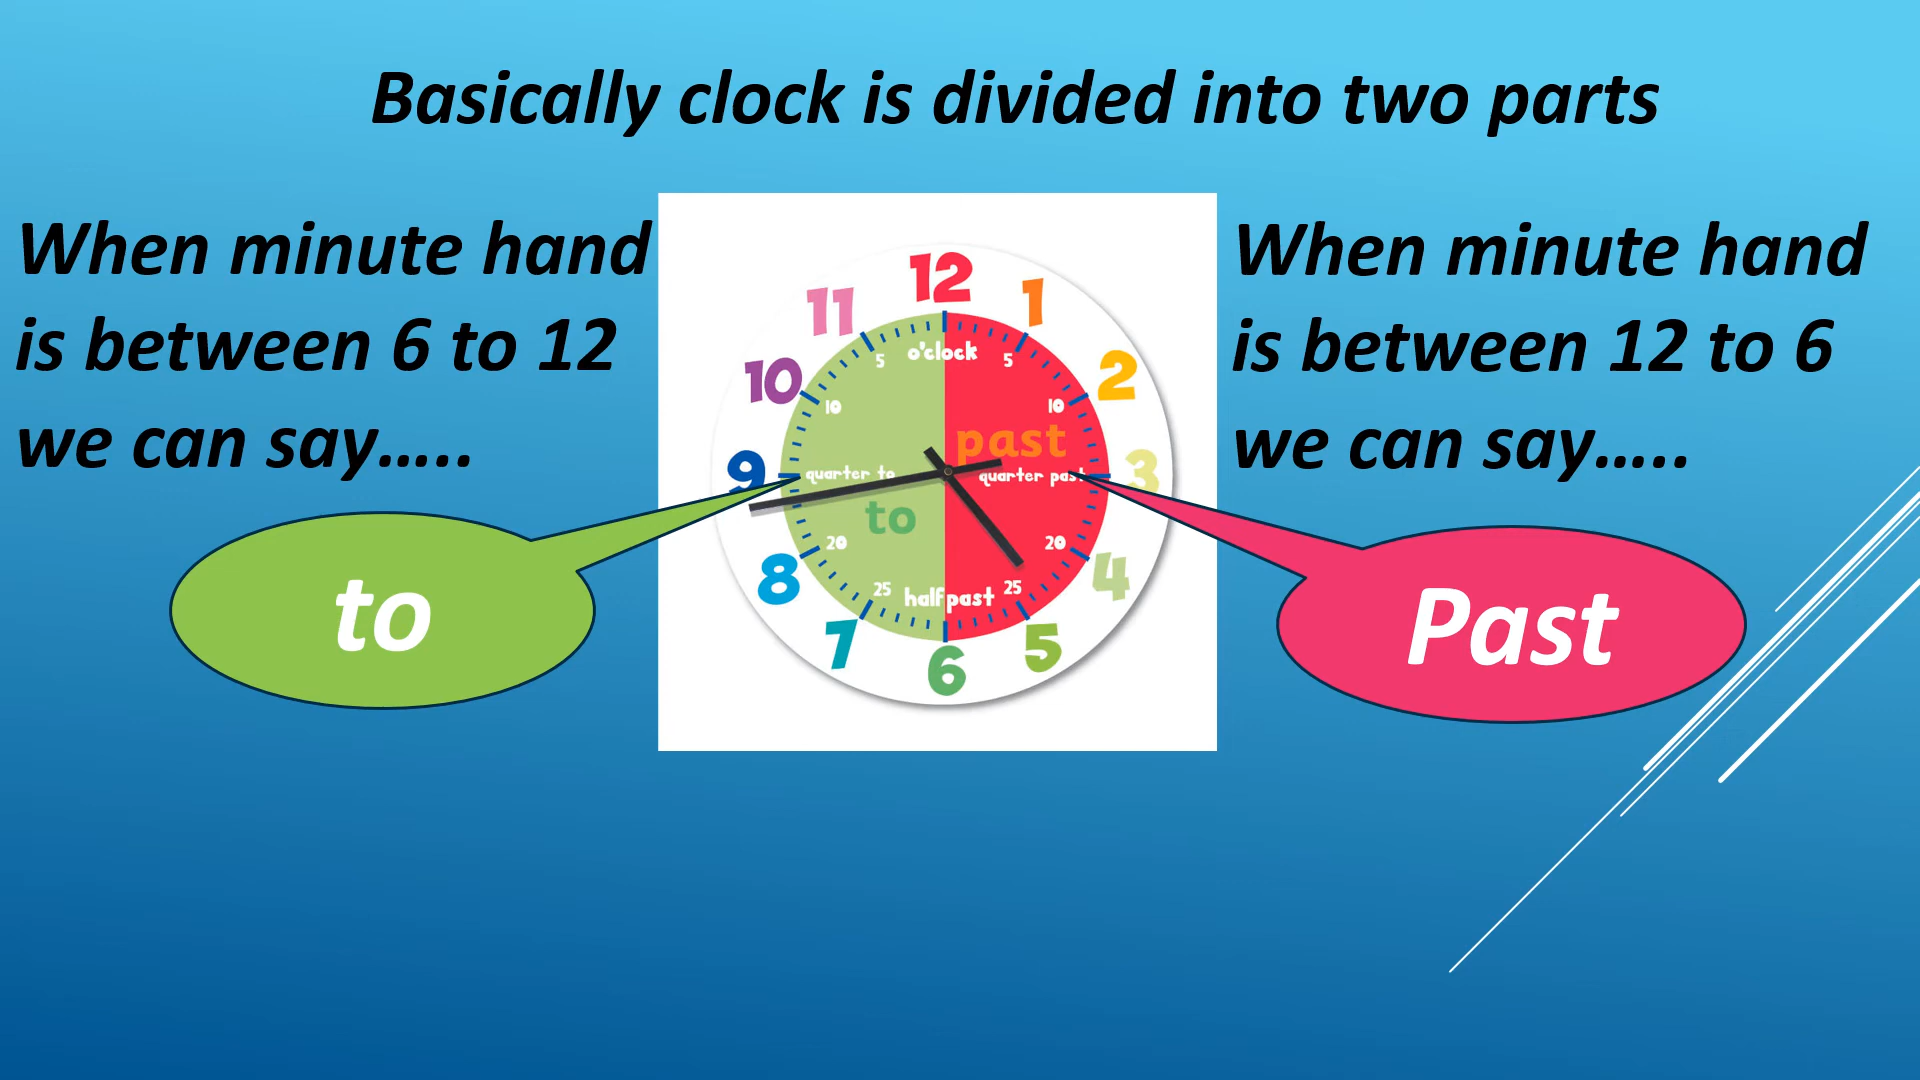 Basically clock is divided into two parts
When minute hand
is between 6 to 12
we can say.....
to
When minute hand
is between 12 to 6
we can say.....
Past
12
11
1
10
2
9
3
8
4
7
5
6
o'clock
5
5
10
10
past
quarter to
quarter past
to
20
20
25
25
half past